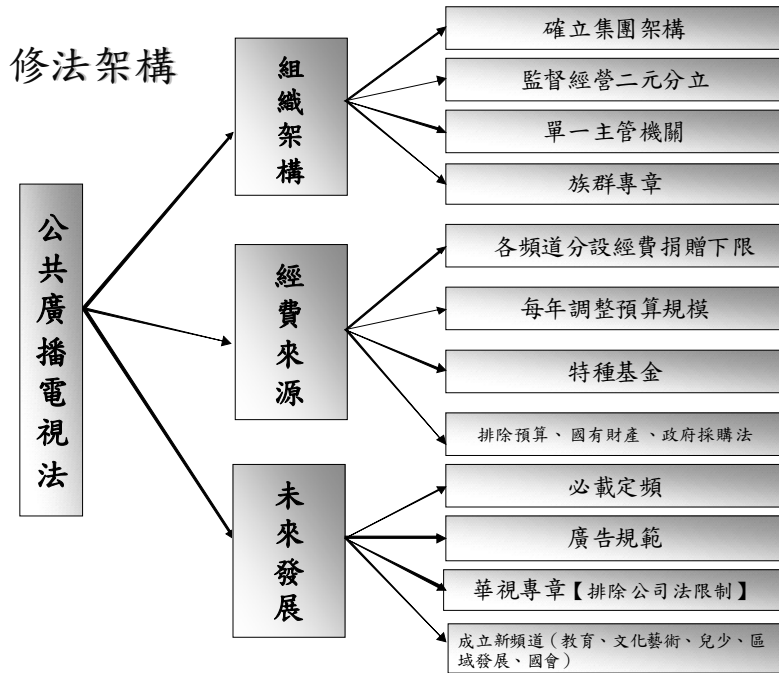 修法架構
公共廣播電視法
組織架構
確立集團架構
監督經營二元分立
單一主管機關
族群專章
經費來源
各頻道分設經費捐贈下限
每年調整預算規模
特種基金
排除預算、國有財產、政府採購法
未來發展
必載定頻
廣告規範
華視專章【排除公司法限制】
成立新頻道（教育、文化藝術、兒少、區
域發展、國會）